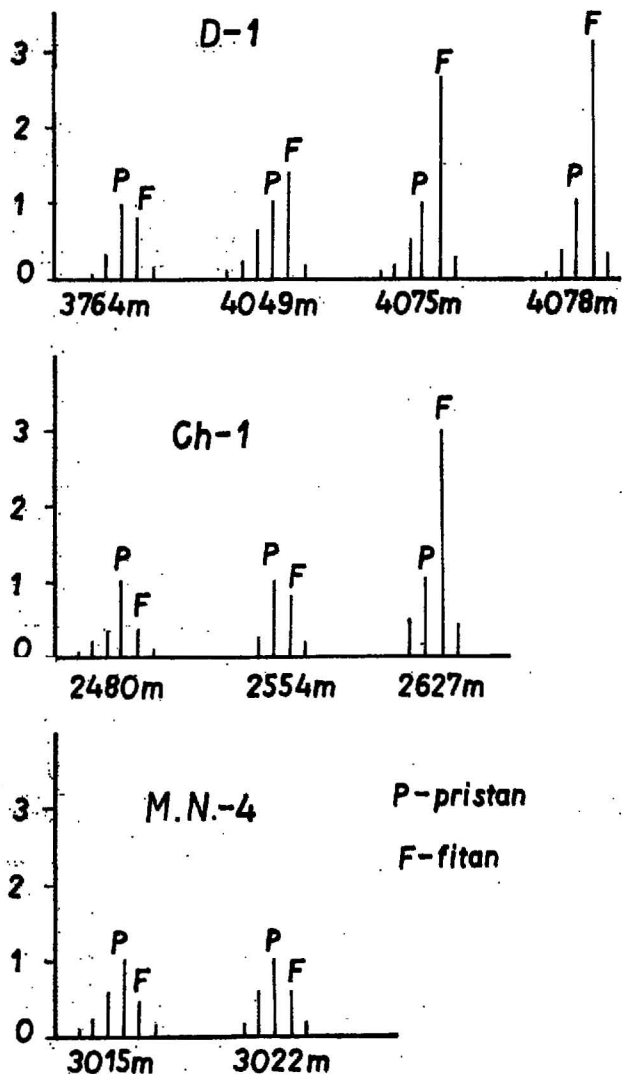 D-1
3
2
1
0
P F
P F
P F
P F
3764m 4049m 4075m 4078m
Ch-1
3
2
1
0
P F
P F
P F
2480m 2554m 2627m
M.N.-4
P-pristan
F-fitan
3
2
1
0
P F
P F
3015m 3022m